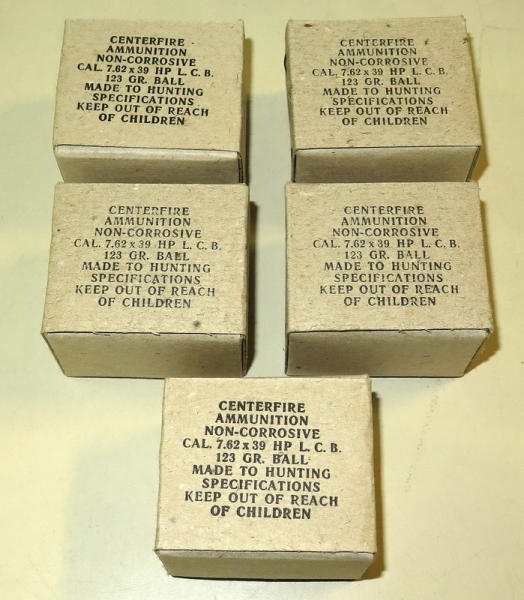 CENTERFIRE
AMMUNITION
NON-CORROSIVE
CAL. 7.62 x 39 HP L. C. B.
123 GR. BALL
MADE TO HUNTING
SPECIFICATIONS
KEEP OUT OF REACH
OF CHILDREN
CENTERFIRE
AMMUNITION
NON-CORROSIVE
CAL. 7.62 x 39 HP L. C. B.
123 GR. BALL
MADE TO HUNTING
SPECIFICATIONS
KEEP OUT OF REACH
OF CHILDREN
CENTERFIRE
AMMUNITION
NON-CORROSIVE
CAL. 7.62 x 39 HP L. C. B.
123 GR. BALL
MADE TO HUNTING
SPECIFICATIONS
KEEP OUT OF REACH
OF CHILDREN
CENTERFIRE
AMMUNITION
NON-CORROSIVE
CAL. 7.62 x 39 HP L. C. B.
123 GR. BALL
MADE TO HUNTING
SPECIFICATIONS
KEEP OUT OF REACH
OF CHILDREN
CENTERFIRE
AMMUNITION
NON-CORROSIVE
CAL. 7.62 x 39 HP L. C. B.
123 GR. BALL
MADE TO HUNTING
SPECIFICATIONS
KEEP OUT OF REACH
OF CHILDREN